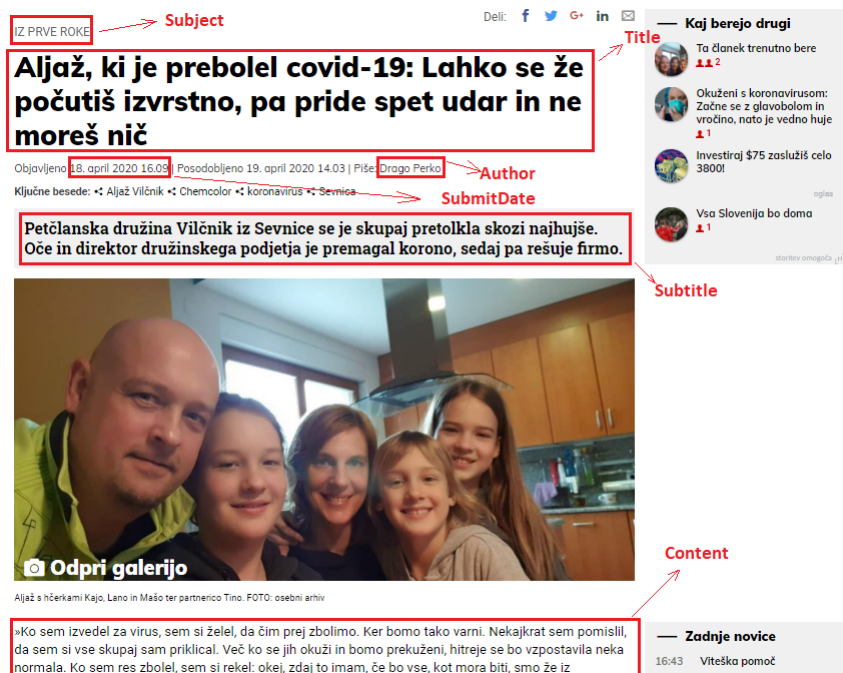 IZ PRVE ROKE
Subject
Deli:
Title
Aljaž, ki je prebolel covid-19: Lahko se že
počutiš izvrstno, pa pride spet udar in ne
moreš nič
Objavljeno 18. april 2020 16.09 | Posodobljeno 19. april 2020 14.03 | Piše: Drago Perko
Author
Ključne besede: Aljaž Vilčnik Chemcolor koronavirus Sevnica
SubmitDate
Petčlanska družina Vilčnik iz Sevnice se je skupaj pretolkla skozi najhujše.
Oče in direktor družinskega podjetja je premagal korono, sedaj pa rešuje firmo.
Subtitle
Odpri galerijo
Aljaž s hčerkami Kajo, Lano in Mašo ter partnerico Tino. FOTO: osebni arhiv
Content
»Ko sem izvedel za virus, sem si želel, da čim prej zbolimo. Ker bomo tako varni. Nekajkrat sem pomislil,
da sem si vse skupaj sam priklical. Več ko se jih okuži in bomo prekuženi, hitreje se bo vzpostavila neka
normala. Ko sem res zbolel, sem si rekel: okej, zdaj to imam, če bo vse, kot mora biti, smo že iz
Kaj berejo drugi
Ta članek trenutno bere
2
Okuženi s koronavirusom:
Začne se z glavobolom in
vročino, nato je vedno huje
1
Investiraj $75 zaslužiš celo
3800!
oglas
Vsa Slovenija bo doma
1
storitev omogoča
Zadnje novice
16:43 Viteška pomoč